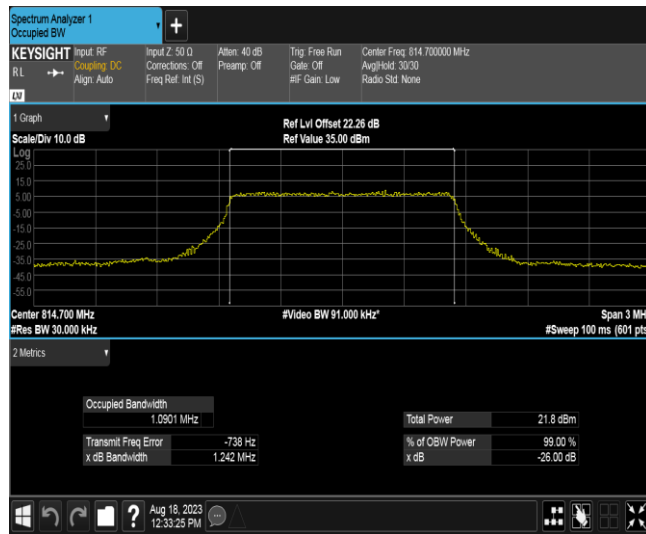 Spectrum Analyzer 1
Occupied BW
+
KEYSIGHT
RL
LXI
Input: RF
Coupling: DC
Align: Auto
Input Z: 50 Ω
Corrections: Off
Freq Ref: Int (S)
Atten: 40 dB
Preamp: Off
Trig: Free Run
Gate: Off
#IF Gain: Low
Center Freq: 814.700000 MHz
Avg|Hold: 30/30
Radio Std: None
1 Graph
Scale/Div 10.0 dB
Ref Lvl Offset 22.26 dB
Ref Value 35.00 dBm
Log
25.0
15.0
5.00
-5.00
-15.0
-25.0
-35.0
-45.0
-55.0
Center 814.700 MHz
#Res BW 30.000 kHz
#Video BW 91.000 kHz*
Span 3 MH
#Sweep 100 ms (601 pts
2 Metrics
Occupied Bandwidth
1.0901 MHz
Transmit Freq Error -738 Hz
x dB Bandwidth 1.242 MHz
Total Power 21.8 dBm
% of OBW Power 99.00 %
x dB -26.00 dB
?
Aug 18, 2023
12:33:25 PM